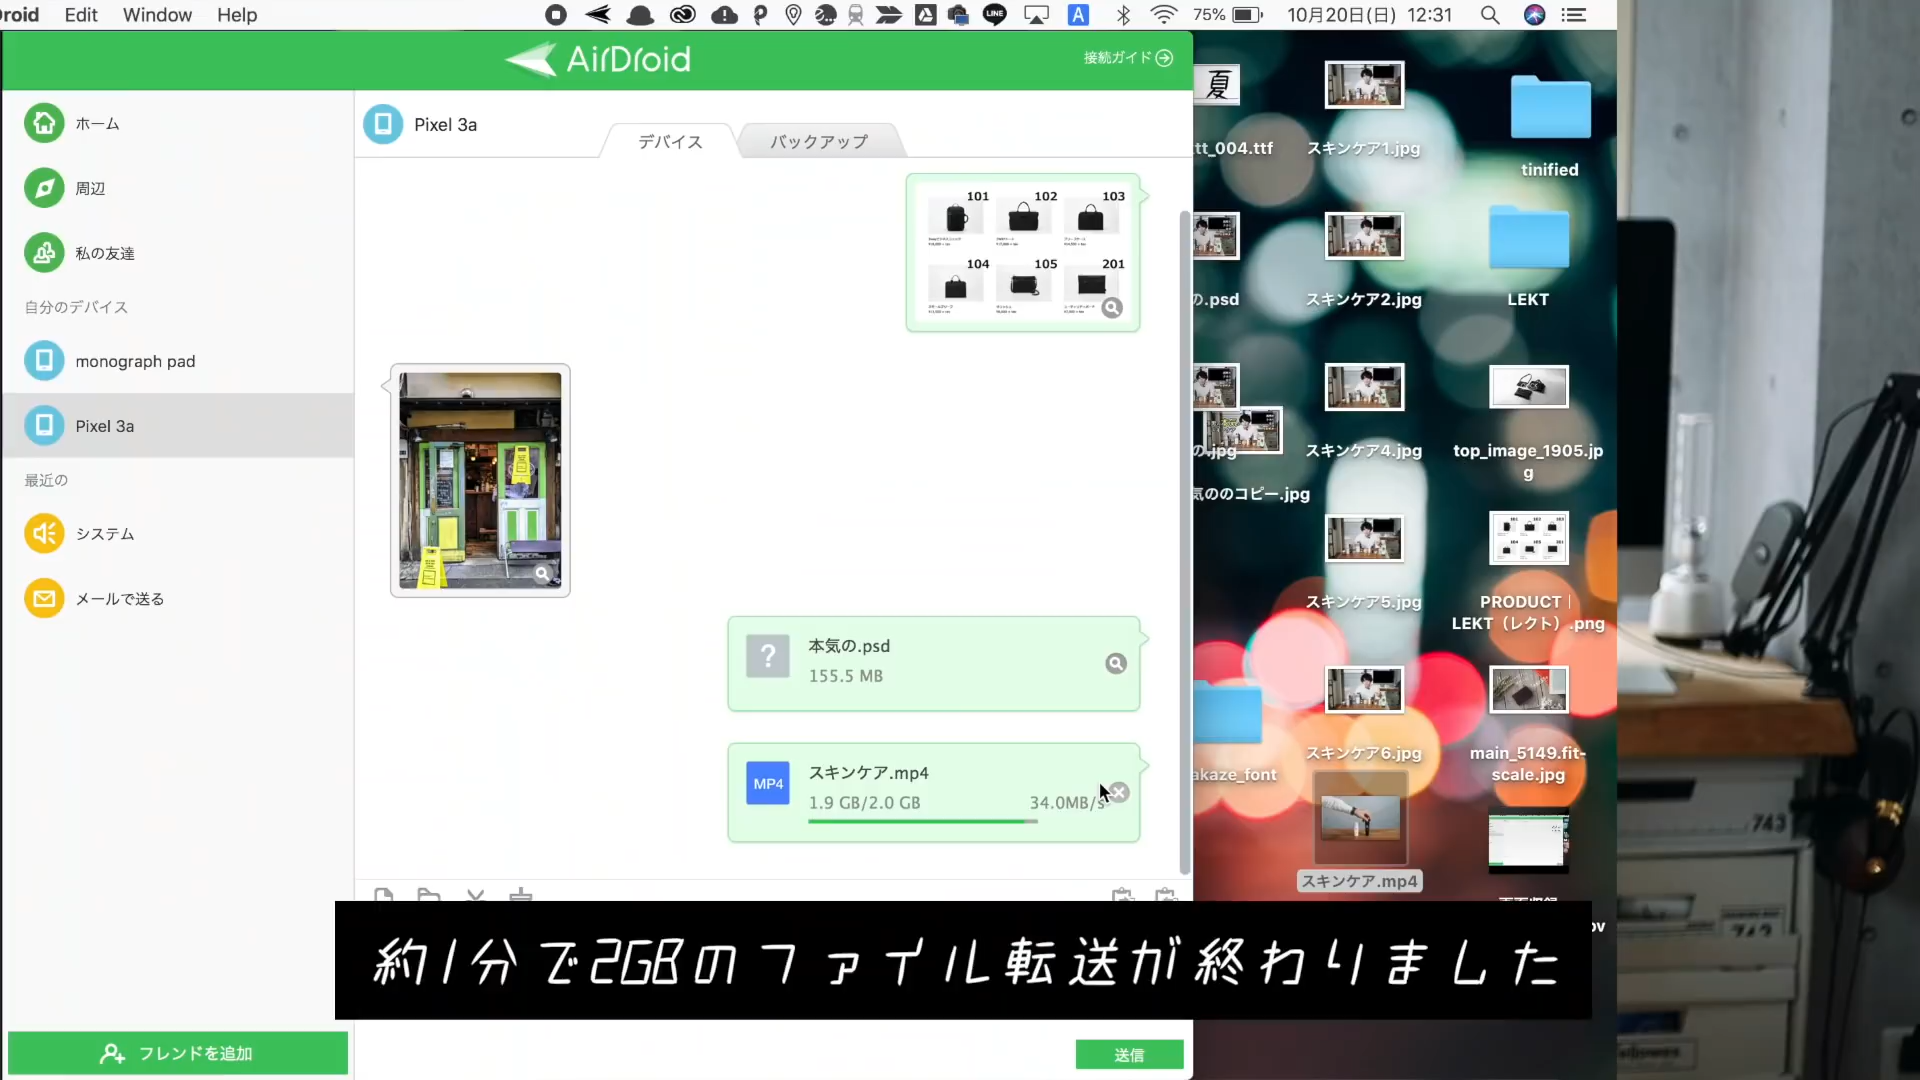 Edit Window Help
LINE
A
75%
10月20日(日) 12:31
AirDroid
接続ガイド
ホーム
周辺
私の友達
自分のデバイス
monograph pad
Pixel 3a
最近の
システム
メールで送る
フレンドを追加
Pixel 3a
デバイス
バックアップ
101 102 103
104 105 201
本気の.psd
155.5 MB
MP4
スキンケア.mp4
1.9 GB/2.0 GB
34.0MB/s
送信
夏
tt_004.ttf
スキンケア1.jpg
tinified
の.psd
スキンケア2.jpg
LEKT
の.jpg
気ののコピー.jpg
スキンケア4.jpg
top_image_1905.jp
g
スキンケア5.jpg
PRODUCT｜
LEKT（レクト）.png
akaze_font
スキンケア6.jpg
main_5149.fit-
scale.jpg
スキンケア.mp4
約1分で2GBのファイル転送が終わりました
743